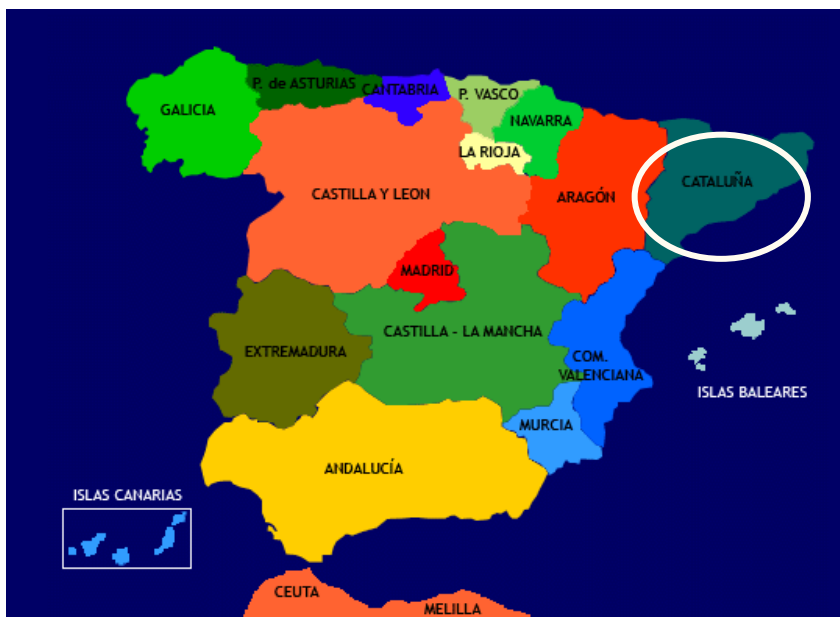 P. de ASTURIAS
CANTABRIA
P. VASCO
GALICIA
NAVARRA
LA RIOJA
CATALUÑA
CASTILLA Y LEON
ARAGÓN
MADRID
CASTILLA - LA MANCHA
EXTREMADURA
COM.
VALENCIANA
ISLAS BALEARES
MURCIA
ANDALUCÍA
ISLAS CANARIAS
CEUTA
MELILLA